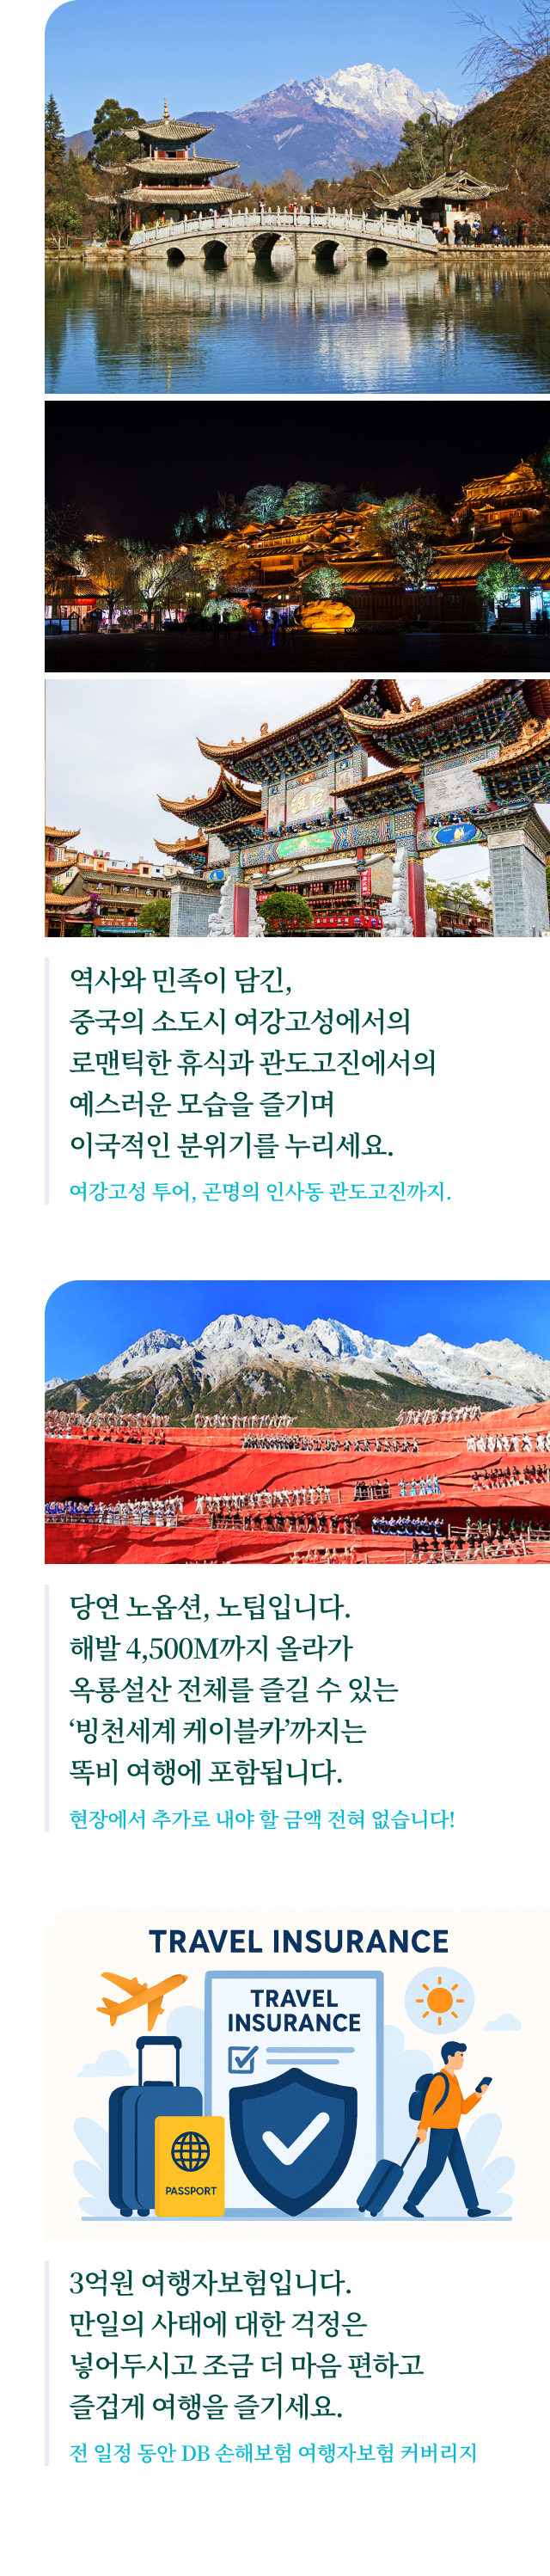 역사와 민족이 담긴,
중국의 소도시 여강고성에서의
로맨틱한 휴식과 관도고진에서의
예스러운 모습을 즐기며
이국적인 분위기를 누리세요.
여강고성 투어, 곤명의 인사동 관도고진까지.
당연 노옵션, 노팁입니다.
해발 4,500M까지 올라가
옥룡설산 전체를 즐길 수 있는
‘빙천세계 케이블카’까지는
똑비 여행에 포함됩니다.
현장에서 추가로 내야 할 금액 전혀 없습니다!
TRAVEL INSURANCE
TRAVEL
INSURANCE
PASSPORT
3억원 여행자보험입니다.
만일의 사태에 대한 걱정은
넣어두시고 조금 더 마음 편하고
즐겁게 여행을 즐기세요.
전 일정 동안 DB 손해보험 여행자보험 커버리지